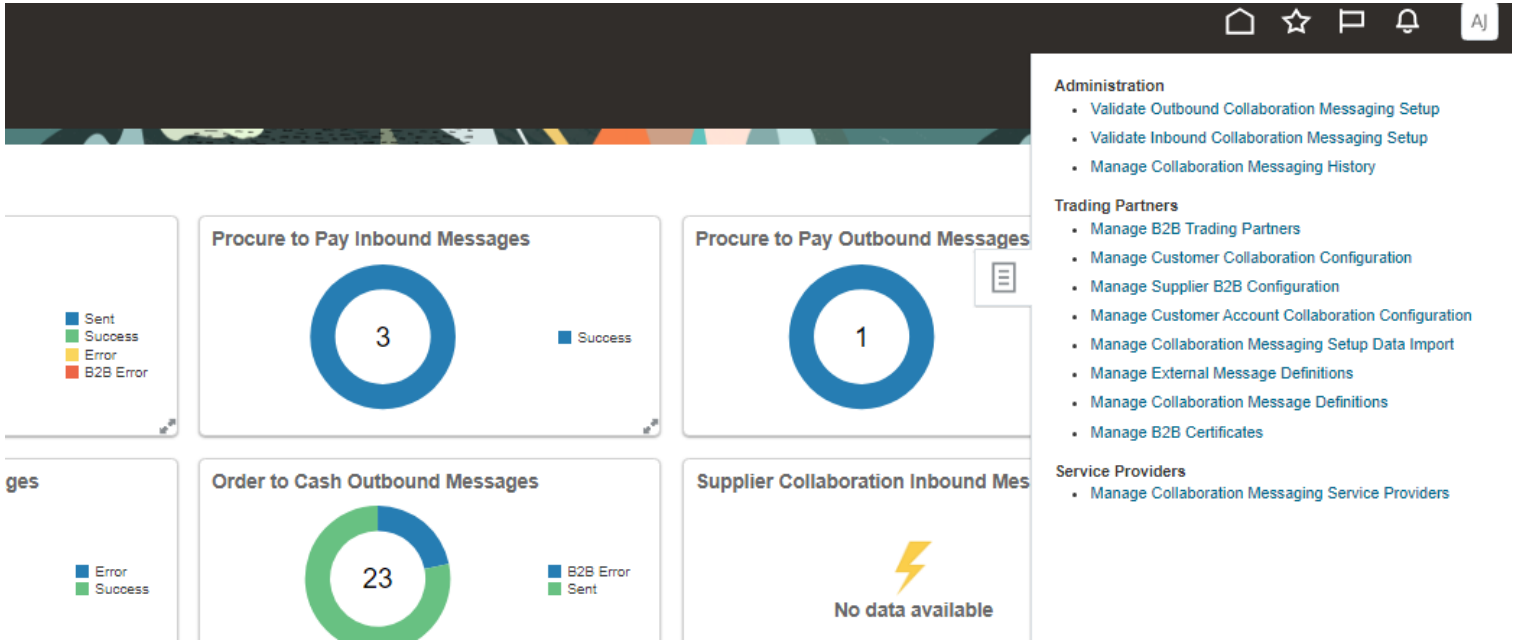 AJ
Administration
Validate Outbound Collaboration Messaging Setup
Validate Inbound Collaboration Messaging Setup
Manage Collaboration Messaging History
Trading Partners
Manage B2B Trading Partners
Manage Customer Collaboration Configuration
Manage Supplier B2B Configuration
Manage Customer Account Collaboration Configuration
Manage Collaboration Messaging Setup Data Import
Manage External Message Definitions
Manage Collaboration Message Definitions
Manage B2B Certificates
Service Providers
Manage Collaboration Messaging Service Providers
Sent
Success
Error
B2B Error
Procure to Pay Inbound Messages
3
Success
Procure to Pay Outbound Messages
1
ges
Error
Success
Order to Cash Outbound Messages
23
B2B Error
Sent
Supplier Collaboration Inbound Mes
No data available